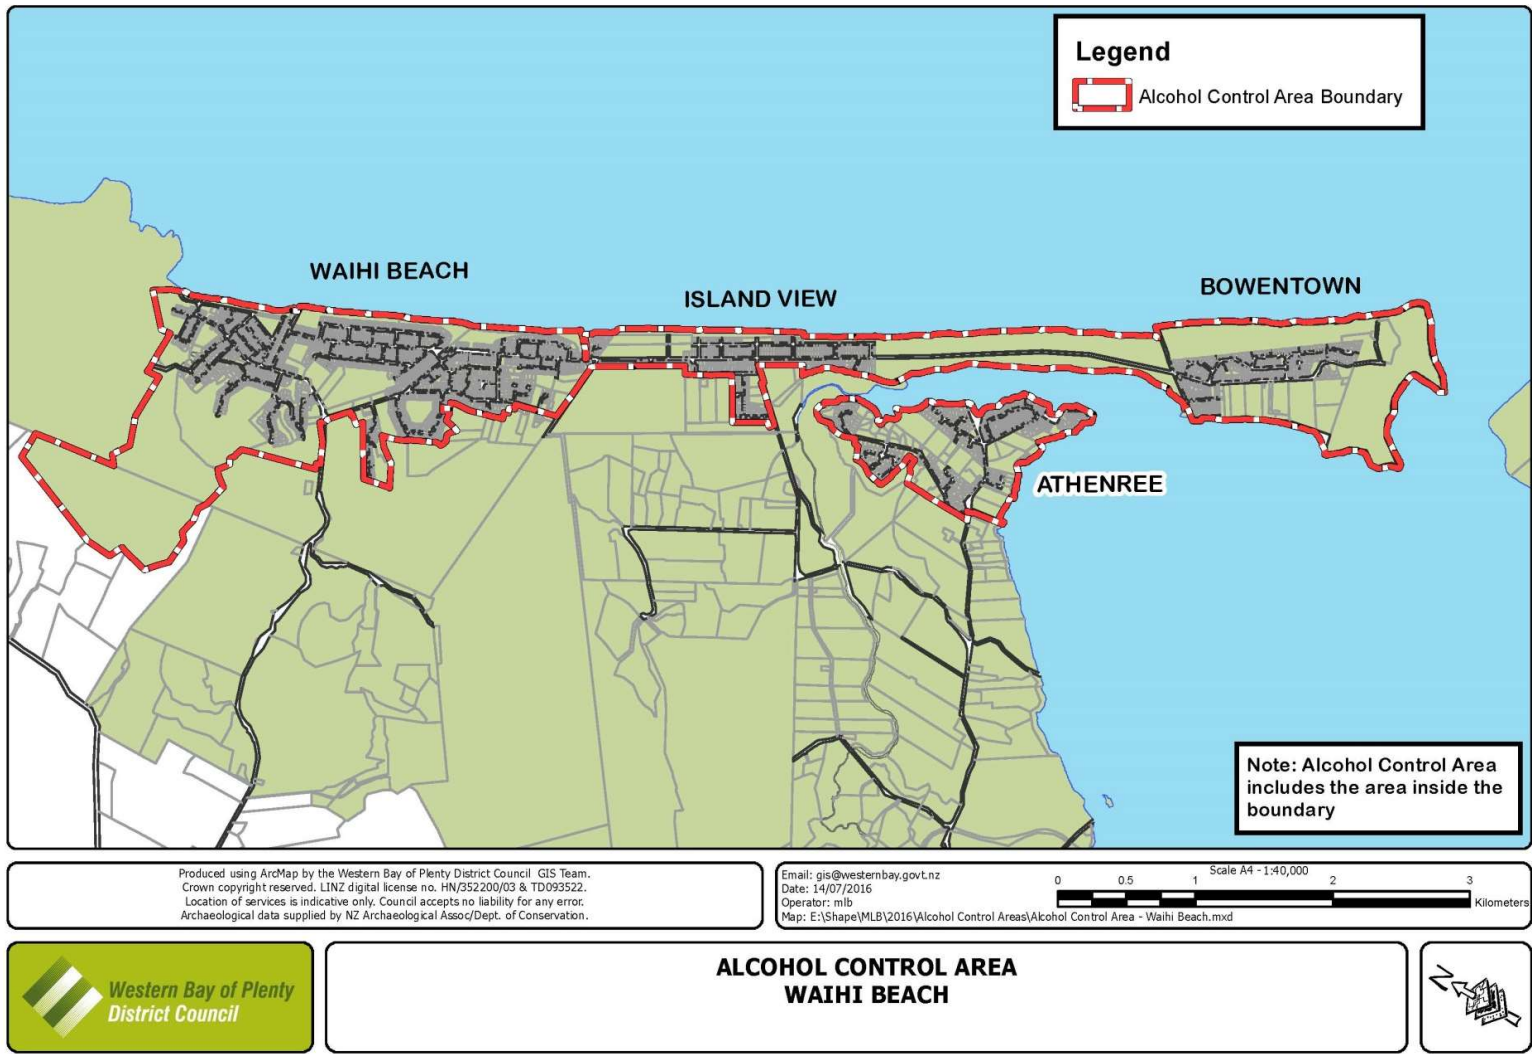 Legend
Alcohol Control Area Boundary
WAIHI BEACH
ISLAND VIEW
BOWENTOWN
ATHENREE
Note: Alcohol Control Area
includes the area inside the
boundary
Produced using ArcMap by the Western Bay of Plenty District Council GIS Team.
Crown copyright reserved. LINZ digital license no. HN/352200/03 & TD093522.
Location of services is indicative only. Council accepts no liability for any error.
Archaeological data supplied by NZ Archaeological Assoc/Dept. of Conservation.
Email: gis@westernbay.govt.nz
Date: 14/07/2016
Operator: mlb
Map: E:\Shape\MLB\2016\Alcohol Control Areas\Alcohol Control Area - Waihi Beach.mxd
Scale A4 - 1:40,000
0 0.5 1 2 3
Kilometers
Western Bay of Plenty
District Council
ALCOHOL CONTROL AREA
WAIHI BEACH
N